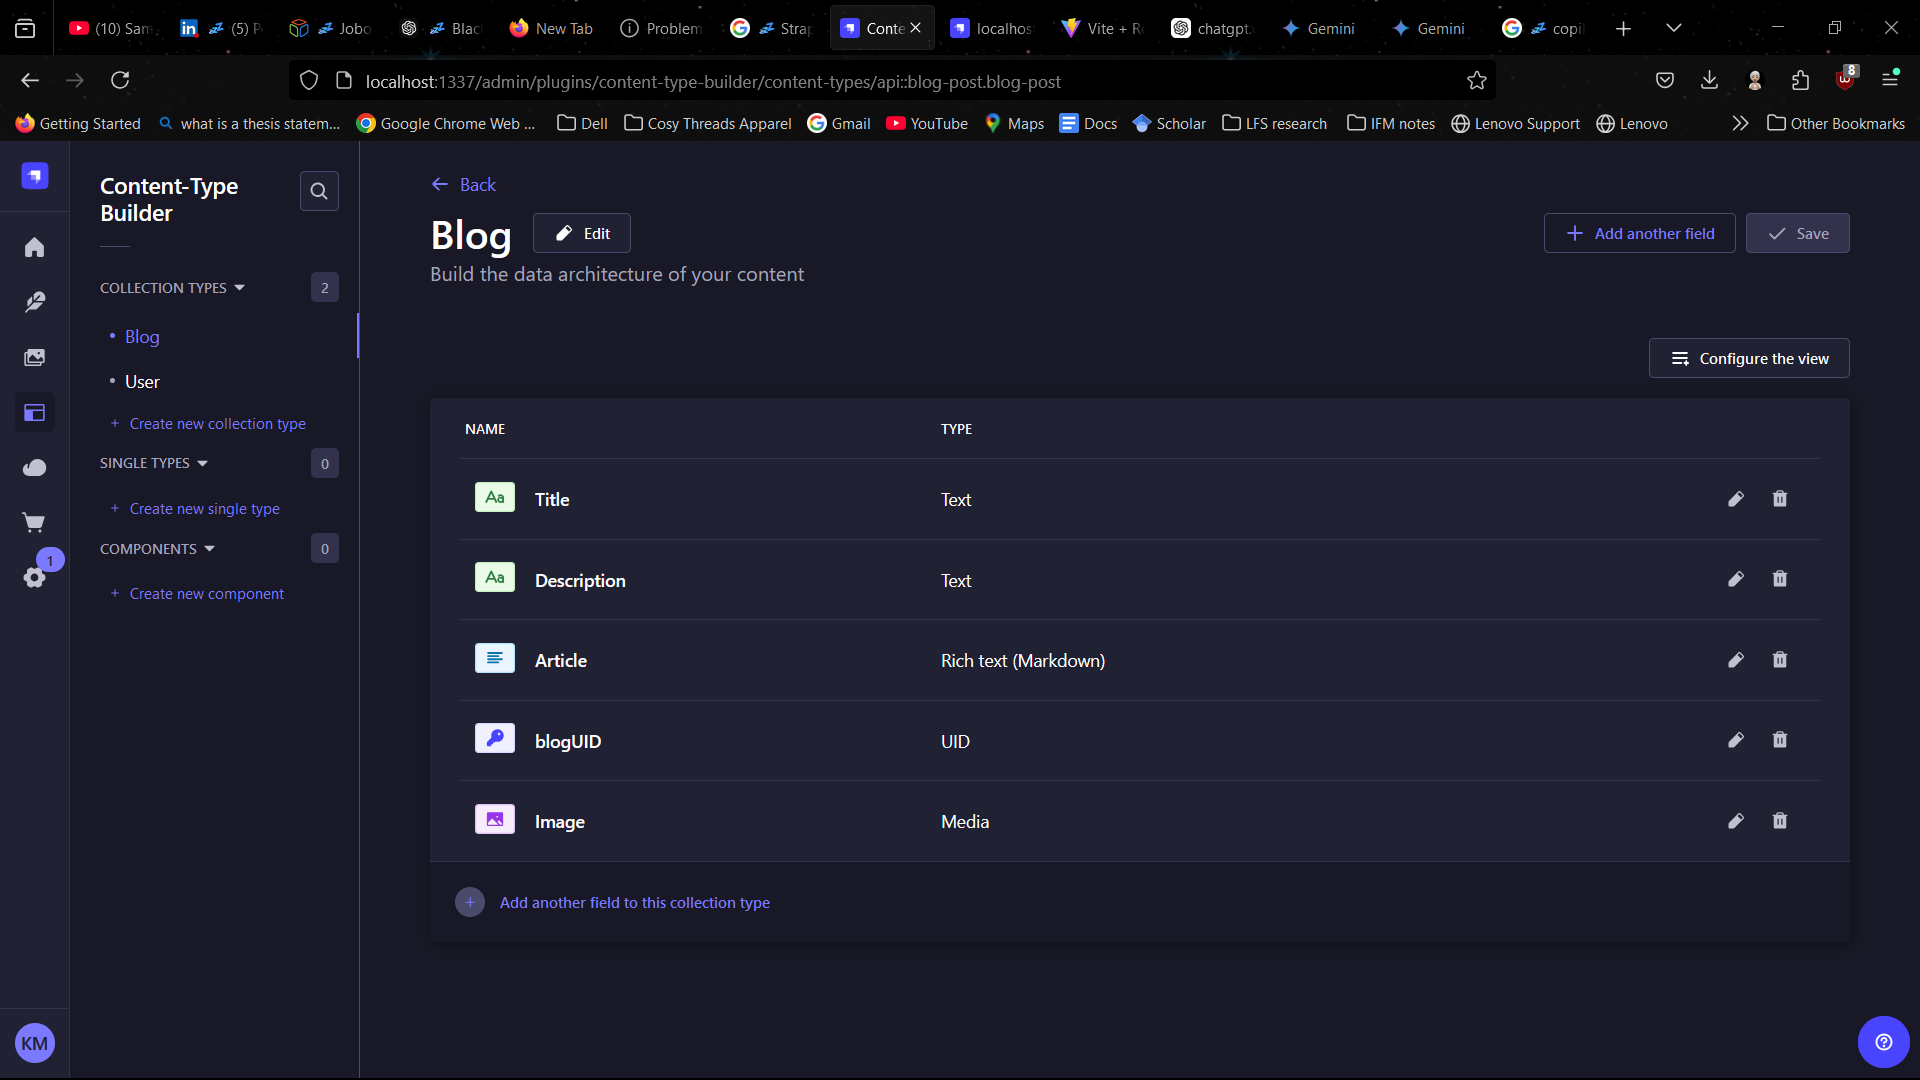 (10) Sam
(5) P
Jobo
Blac
New Tab
Problem
Strap
Conte
localhos
Vite + Re
chatgpt.
Gemini
Gemini
copil
localhost:1337/admin/plugins/content-type-builder/content-types/api::blog-post.blog-post
8
Getting Started
what is a thesis statem...
Google Chrome Web ...
Dell
Cosy Threads Apparel
Gmail
YouTube
Maps
Docs
Scholar
LFS research
IFM notes
Lenovo Support
Lenovo
Other Bookmarks
Content-Type
Builder
COLLECTION TYPES
2
Blog
User
+ Create new collection type
SINGLE TYPES
0
+ Create new single type
COMPONENTS
0
+ Create new component
1
KM
Back
Blog
Edit
Add another field
Save
Build the data architecture of your content
Configure the view
NAME TYPE
Aa Title Text
Aa Description Text
Article Rich text (Markdown)
blogUID UID
Image Media
Add another field to this collection type